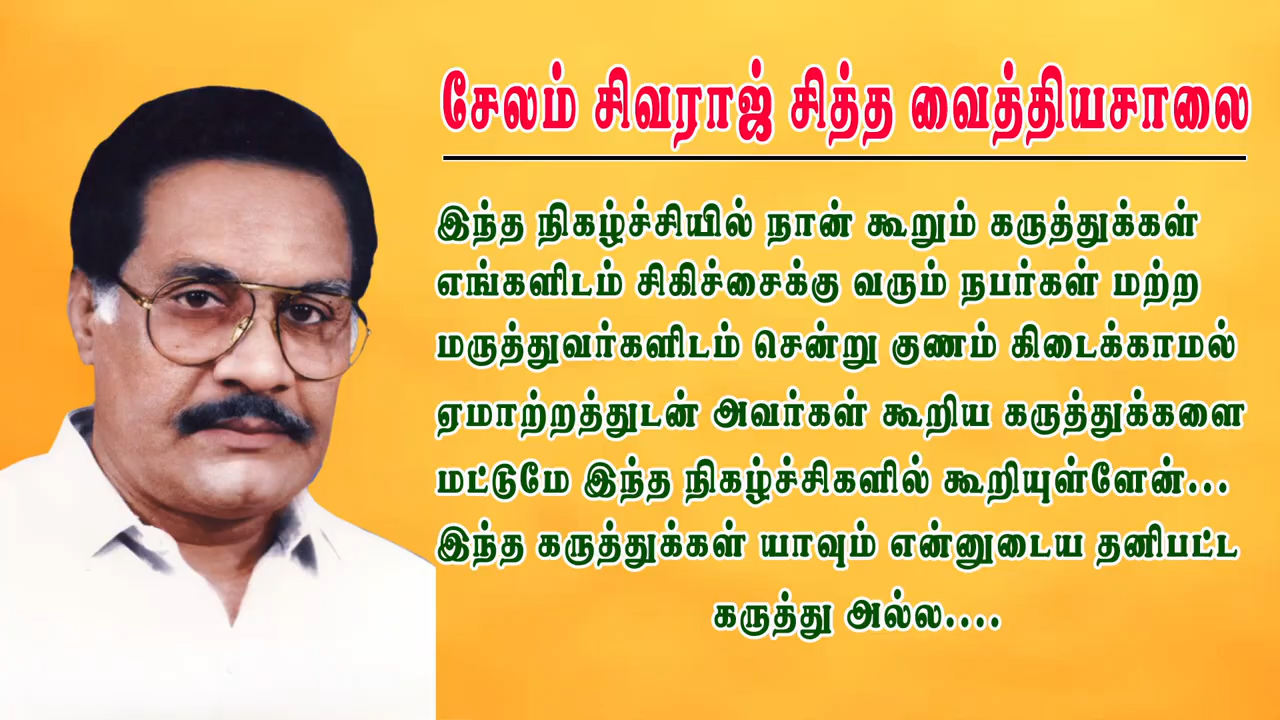 சேலம் சிவராஜ் சித்த வைத்தியசாலை
இந்த நிகழ்ச்சியில் நான் கூறும் கருத்துக்கள்
எங்களிடம் சிகிச்சைக்கு வரும் நபர்கள் மற்ற
மருத்துவர்களிடம் சென்று குணம் கிடைக்காமல்
ஏமாற்றத்துடன் அவர்கள் கூறிய கருத்துக்களை
மட்டுமே இந்த நிகழ்ச்சிகளில் கூறியுள்ளேன்...
இந்த கருத்துக்கள் யாவும் என்னுடைய தனிபட்ட
கருத்து அல்ல....